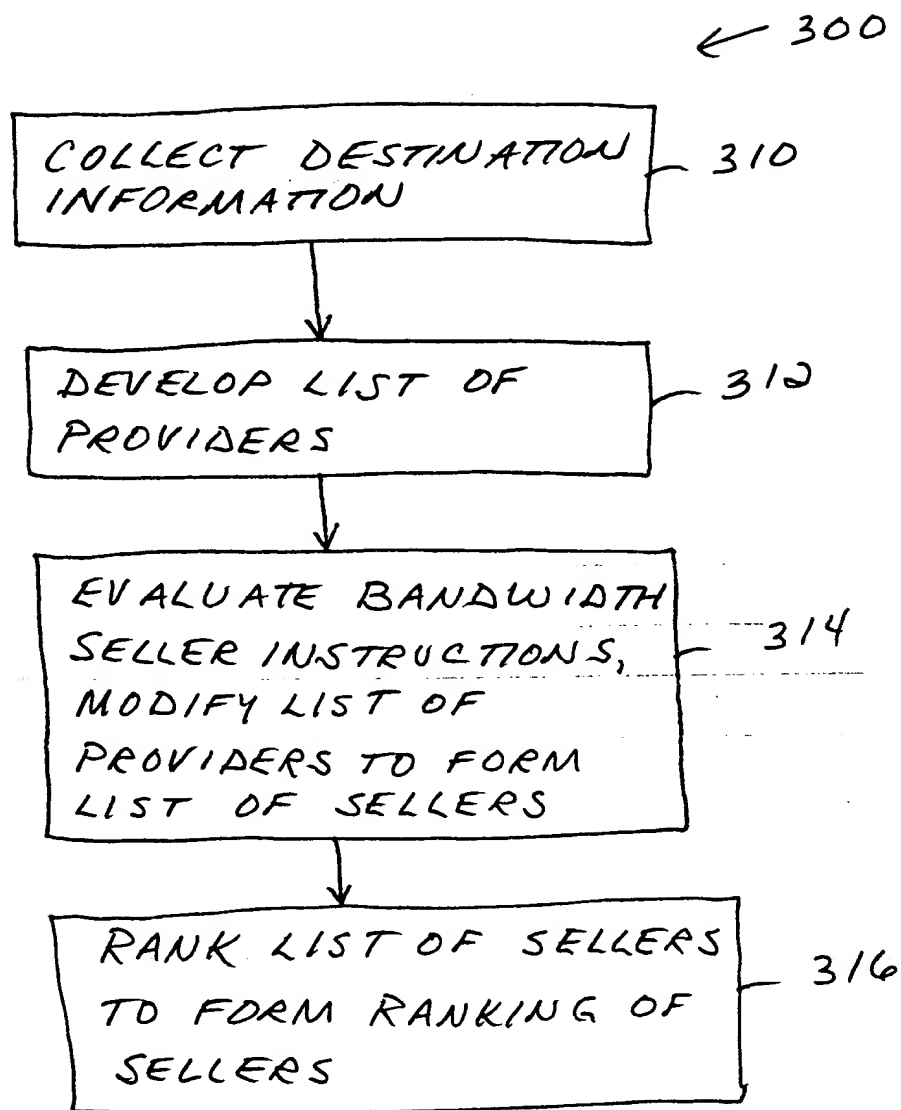 300
COLLECT DESTINATION
INFORMATION
310
DEVELOP LIST OF
PROVIDERS
312
EVALUATE BANDWIDTH
SELLER INSTRUCTIONS,
MODIFY LIST OF
PROVIDERS TO FORM
LIST OF SELLERS
314
RANK LIST OF SELLERS
TO FORM RANKING OF
SELLERS
316